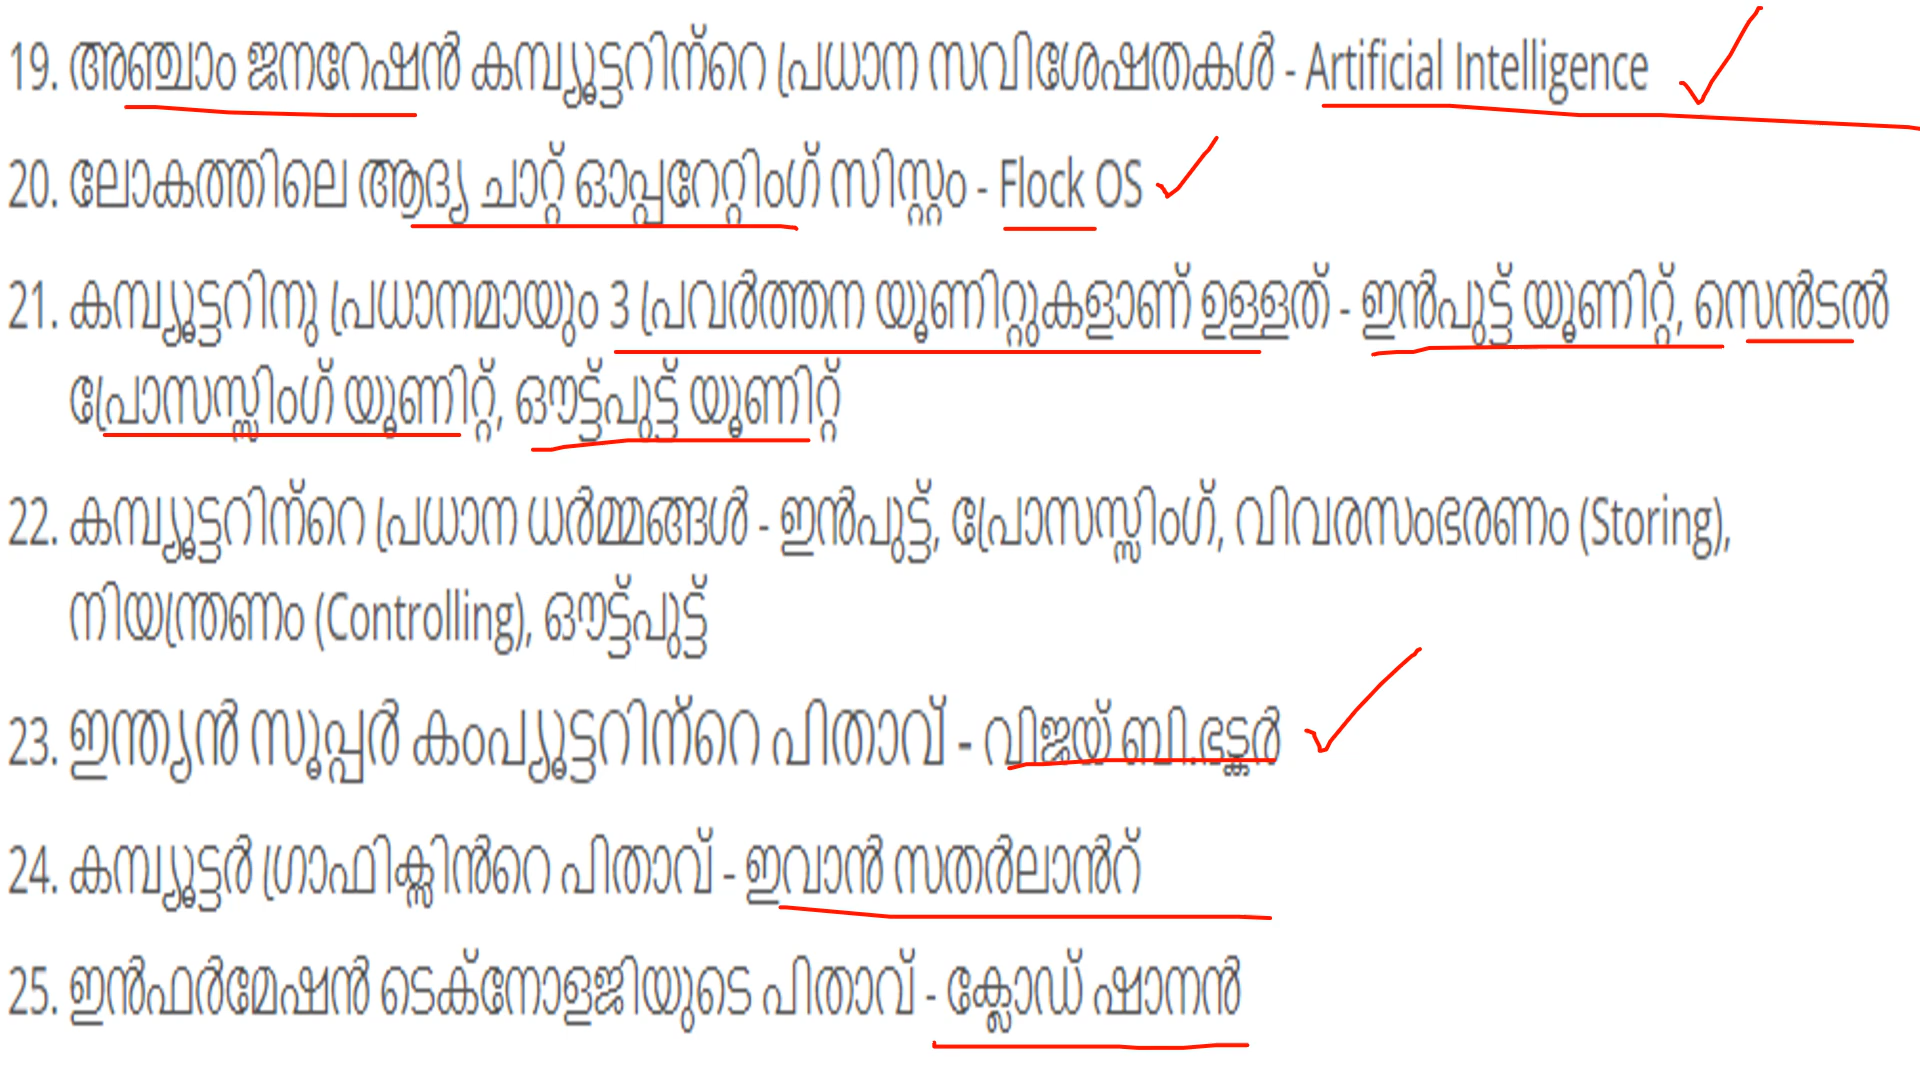 19. അഞ്ചാം ജനറേഷൻ കമ്പ്യൂട്ടറിന്റെ പ്രധാന സവിശേഷതകൾ - Artificial Intelligence
20. ലോകത്തിലെ ആദ്യ ചാറ്റ് ഓപ്പറേറ്റിംഗ് സിസ്റ്റം - Flock OS
21. കമ്പ്യൂട്ടറിനു പ്രധാനമായും 3 പ്രവർത്തന യൂണിറ്റുകളാണ് ഉള്ളത് - ഇൻപുട്ട് യൂണിറ്റ്, സെൻടൽ
പ്രോസസ്സിംഗ് യൂണിറ്റ്, ഔട്ട്പുട്ട് യൂണിറ്റ്
22. കമ്പ്യൂട്ടറിന്റെ പ്രധാന ധർമ്മങ്ങൾ - ഇൻപുട്ട്, പ്രോസസ്സിംഗ്, വിവരസംഭരണം (Storing),
നിയന്ത്രണം (Controlling), ഔട്ട്പുട്ട്
23. ഇന്ത്യൻ സൂപ്പർ കംപ്യൂട്ടറിന്റെ പിതാവ് - വിജയ് ബി.ഭട്കർ
24. കമ്പ്യൂട്ടർ ഗ്രാഫിക്സിൻറെ പിതാവ് - ഇവാൻ സതർലാൻറ്
25. ഇൻഫർമേഷൻ ടെക്നോളജിയുടെ പിതാവ് - ക്ലോഡ് ഷാനൻ